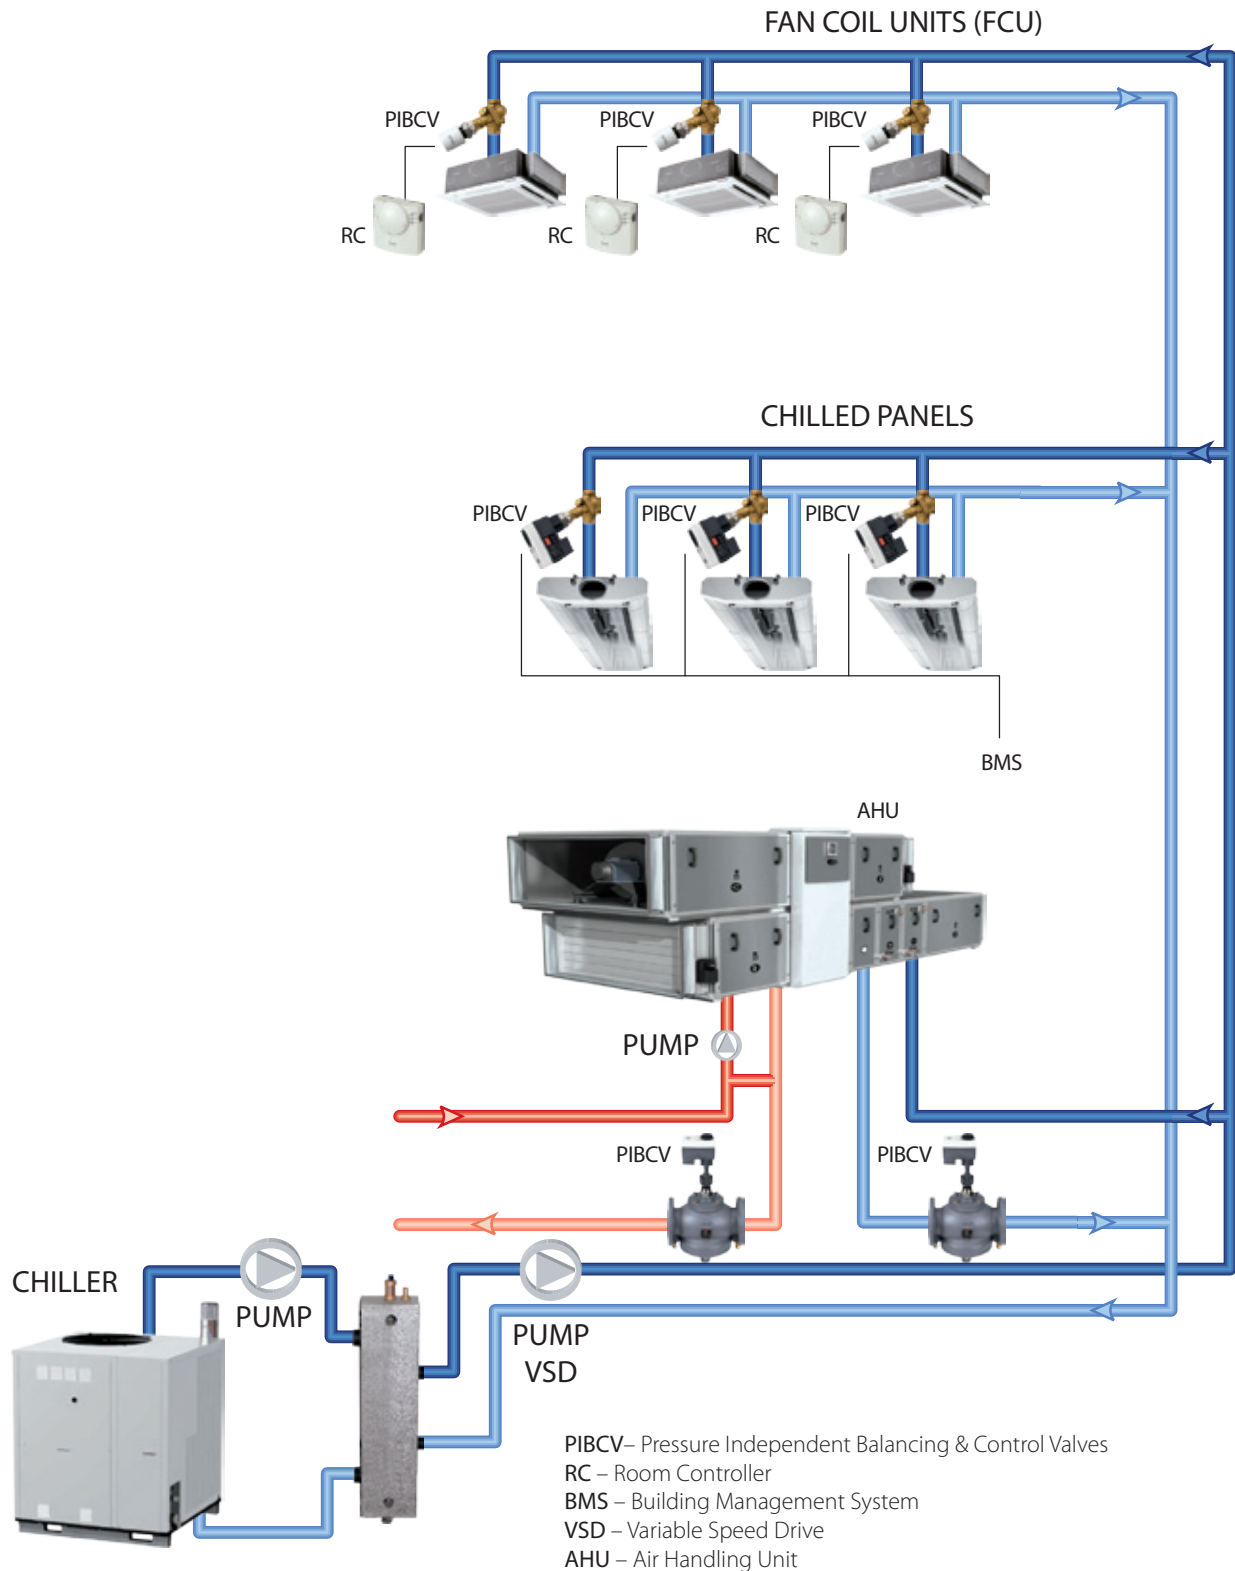 FAN COIL UNITS (FCU)
PIBCV
PIBCV
PIBCV
RC
RC
RC
CHILLED PANELS
PIBCV
PIBCV
PIBCV
BMS
AHU
PUMP
PIBCV
PIBCV
CHILLER
PUMP
PUMP
VSD
PIBCV– Pressure Independent Balancing & Control Valves
RC – Room Controller
BMS – Building Management System
VSD – Variable Speed Drive
AHU – Air Handling Unit